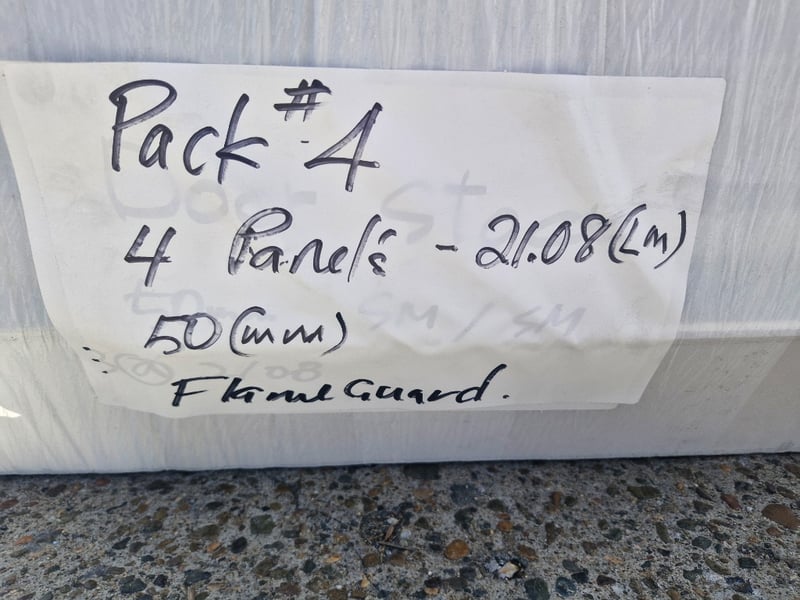 Pack #4
4 Panels - 21.08 (Lm)
50 (mm)
FlameGuard.